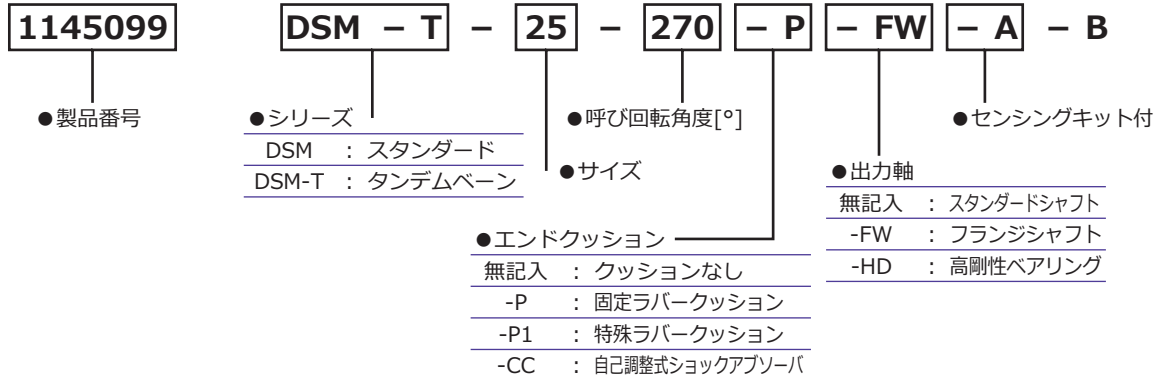 1145099 DSM – T – 25 – 270 – P – FW – A – B
●製品番号
●シリーズ
DSM : スタンダード
DSM-T : タンデムベーン
●サイズ
●呼び回転角度[°]
●エンドクッション
無記入 : クッションなし
-P : 固定ラバークッション
-P1 : 特殊ラバークッション
-CC : 自己調整式ショックアブソーバ
●出力軸
無記入 : スタンダードシャフト
-FW : フランジシャフト
-HD : 高剛性ベアリング
●センシングキット付